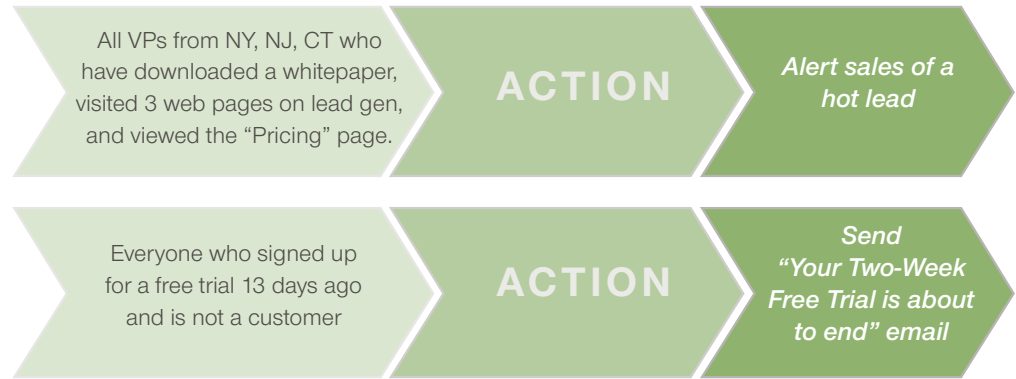 All VPs from NY, NJ, CT who
have downloaded a whitepaper,
visited 3 web pages on lead gen,
and viewed the “Pricing” page.
ACTION
Alert sales of a
hot lead
Everyone who signed up
for a free trial 13 days ago
and is not a customer
ACTION
Send
“Your Two-Week
Free Trial is about
to end” email